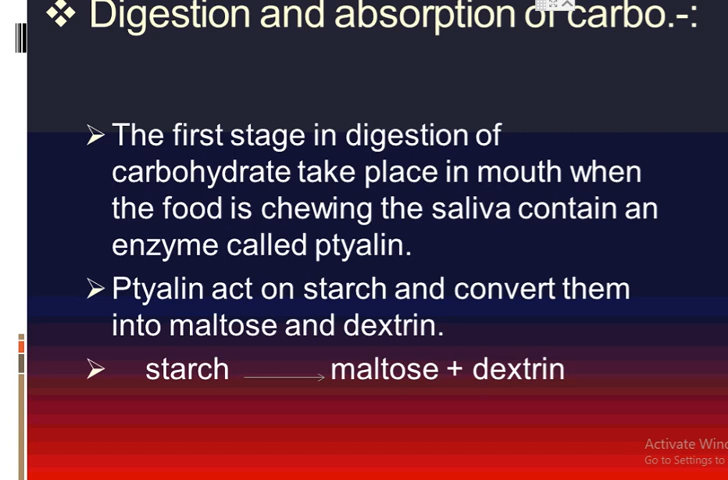 ❖ Digestion and absorption of carbo.-:
➢ The first stage in digestion of
carbohydrate take place in mouth when
the food is chewing the saliva contain an
enzyme called ptyalin.
➢ Ptyalin act on starch and convert them
into maltose and dextrin.
➢ starch ⟶ maltose + dextrin
Activate Win
Go to Settings to